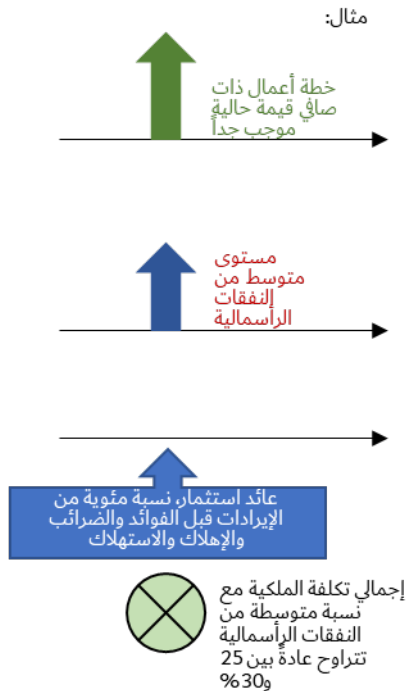 مثال:
خطة أعمال ذات
صافي قيمة حالية
موجب جداً
مستوى
متوسط من
النفقات
الرأسمالية
عائد استثمار، نسبة مئوية من
الإيرادات قبل الفوائد والضرائب
والإهلاك والاستهلاك
إجمالي تكلفة الملكية مع
نسبة متوسطة من
النفقات الرأسمالية
تتراوح عادةً بين 25
و30%